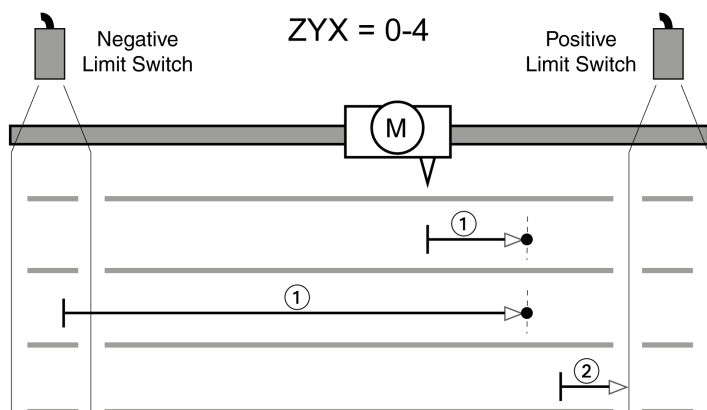 ZYX = 0-4
Negative
Limit Switch
Positive
Limit Switch
M
1
1
2